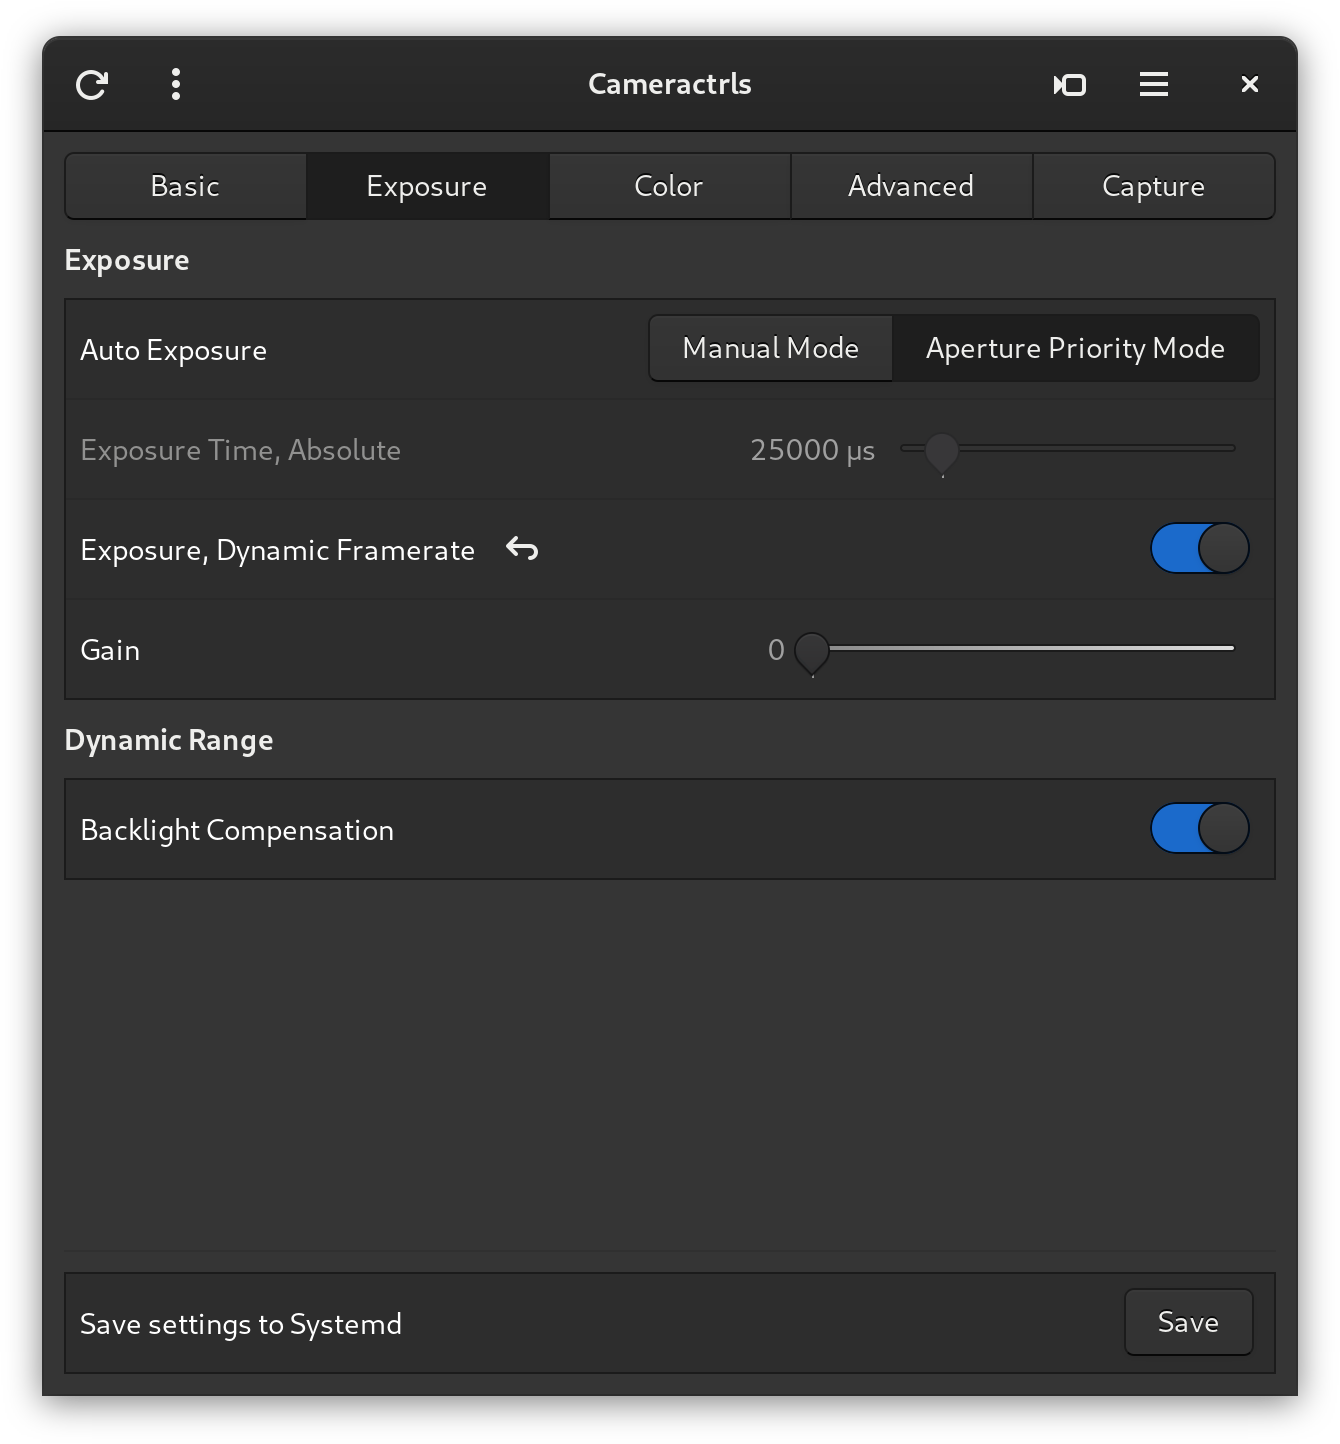 Cameractrls
Basic Exposure Color Advanced Capture
Exposure
Auto Exposure Manual Mode Aperture Priority Mode
Exposure Time, Absolute 25000 µs
Exposure, Dynamic Framerate
Gain 0
Dynamic Range
Backlight Compensation
Save settings to Systemd Save